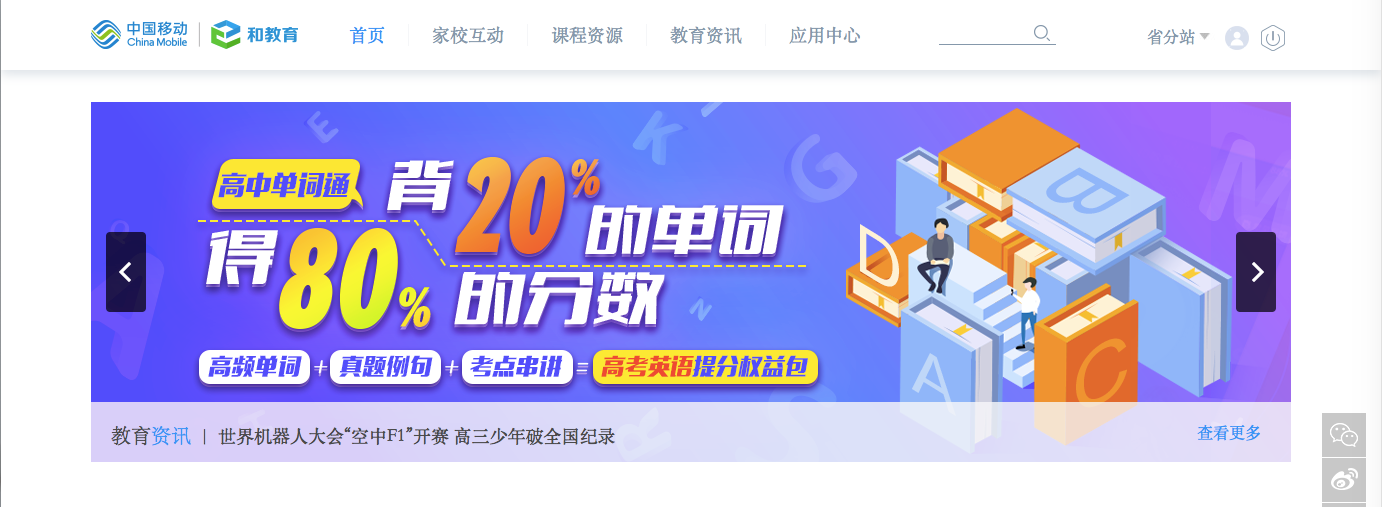 中国移动
China Mobile
和教育
首页
家校互动
课程资源
教育资讯
应用中心
省分站
高中单词通
背20%的单词
得80%的分数
高频单词 + 真题例句 + 考点串讲 = 高考英语提分权益包
D
B
A
C
E
K
G
M
P
A
N
S
R
教育资讯 | 世界机器人大会“空中F1”开赛 高三少年破全国纪录
查看更多